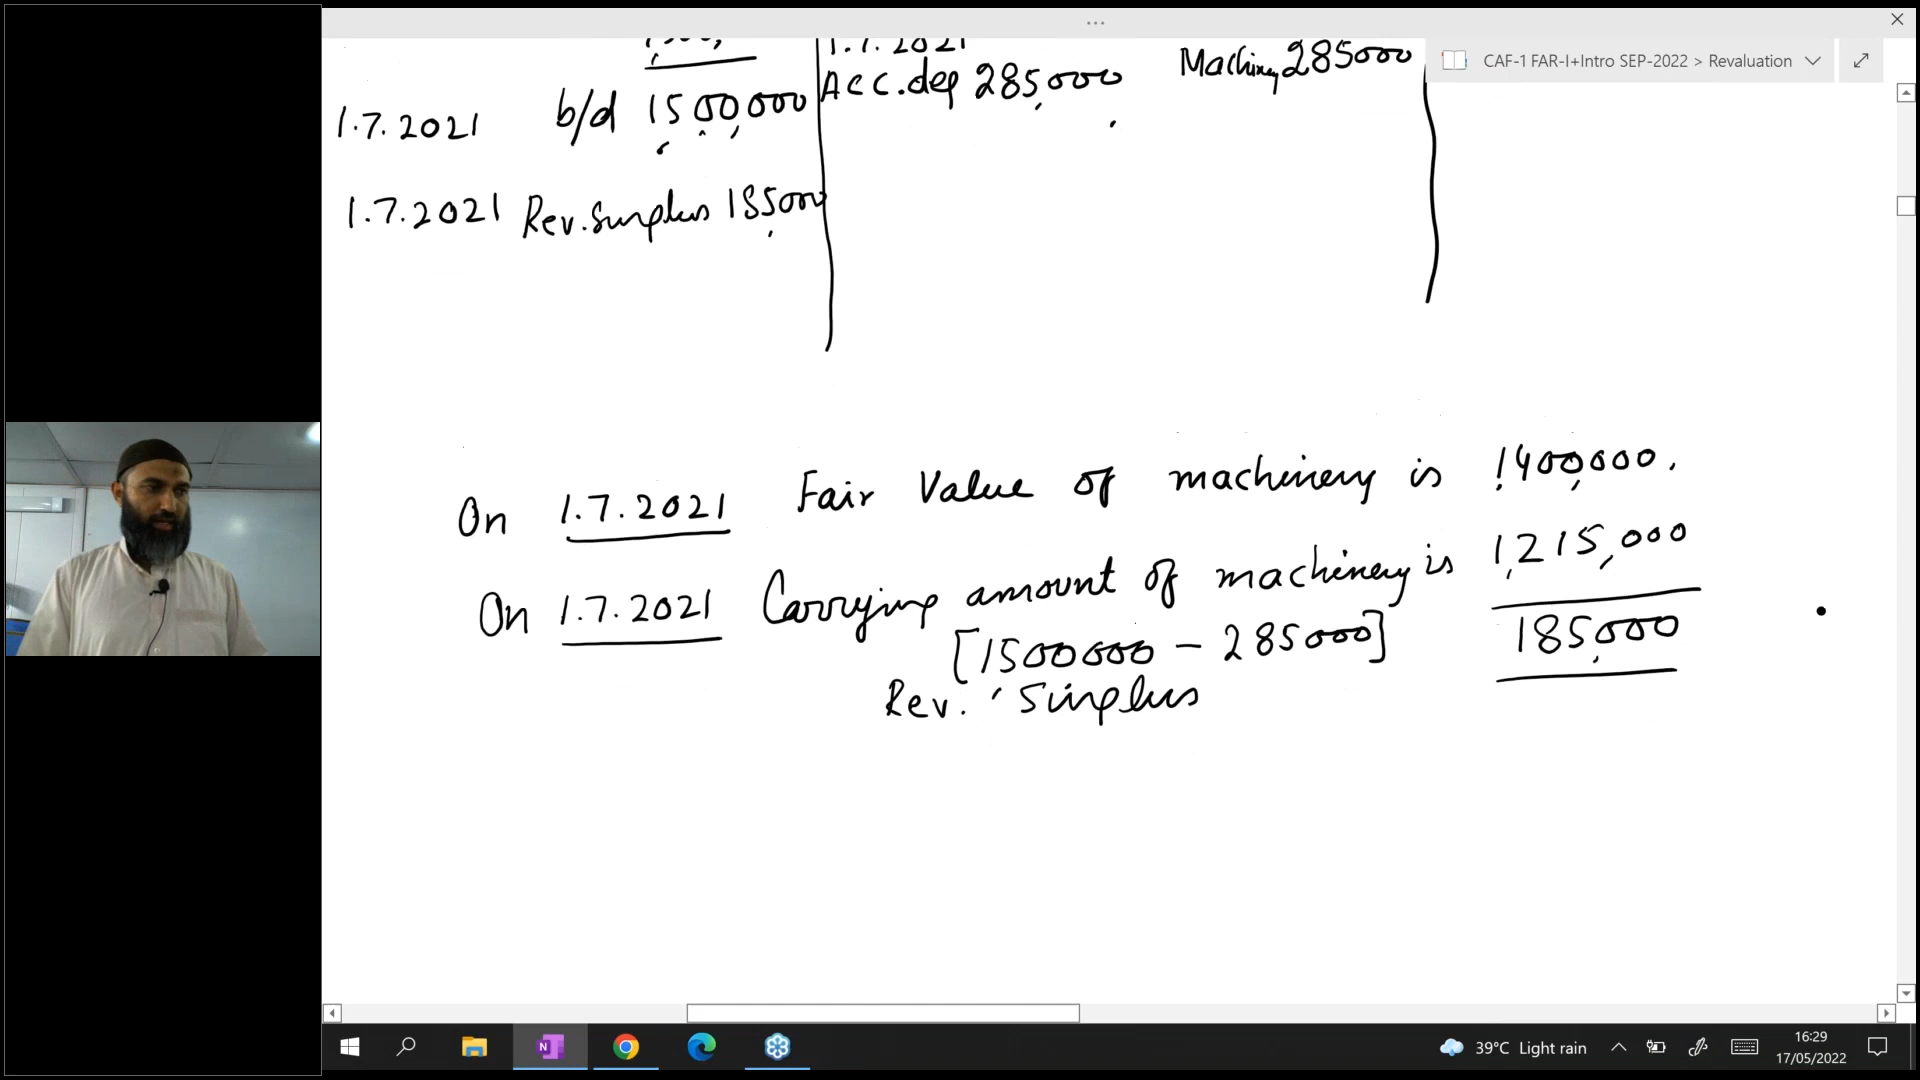 CAF-1 FAR-I+Intro SEP-2022 > Revaluation
1.7.2021
Machinery 285000
Acc.dep 285,000
1.7.2021 b/d 1500,000
1.7.2021 Rev.Surplus 185000
On 1.7.2021 Fair Value of machinery is 1400,000.
On 1.7.2021 Carrying amount of machinery is 1,215,000
[1500000 - 285000] 185,000
Rev. Surplus
N
39°C Light rain
16:29
17/05/2022